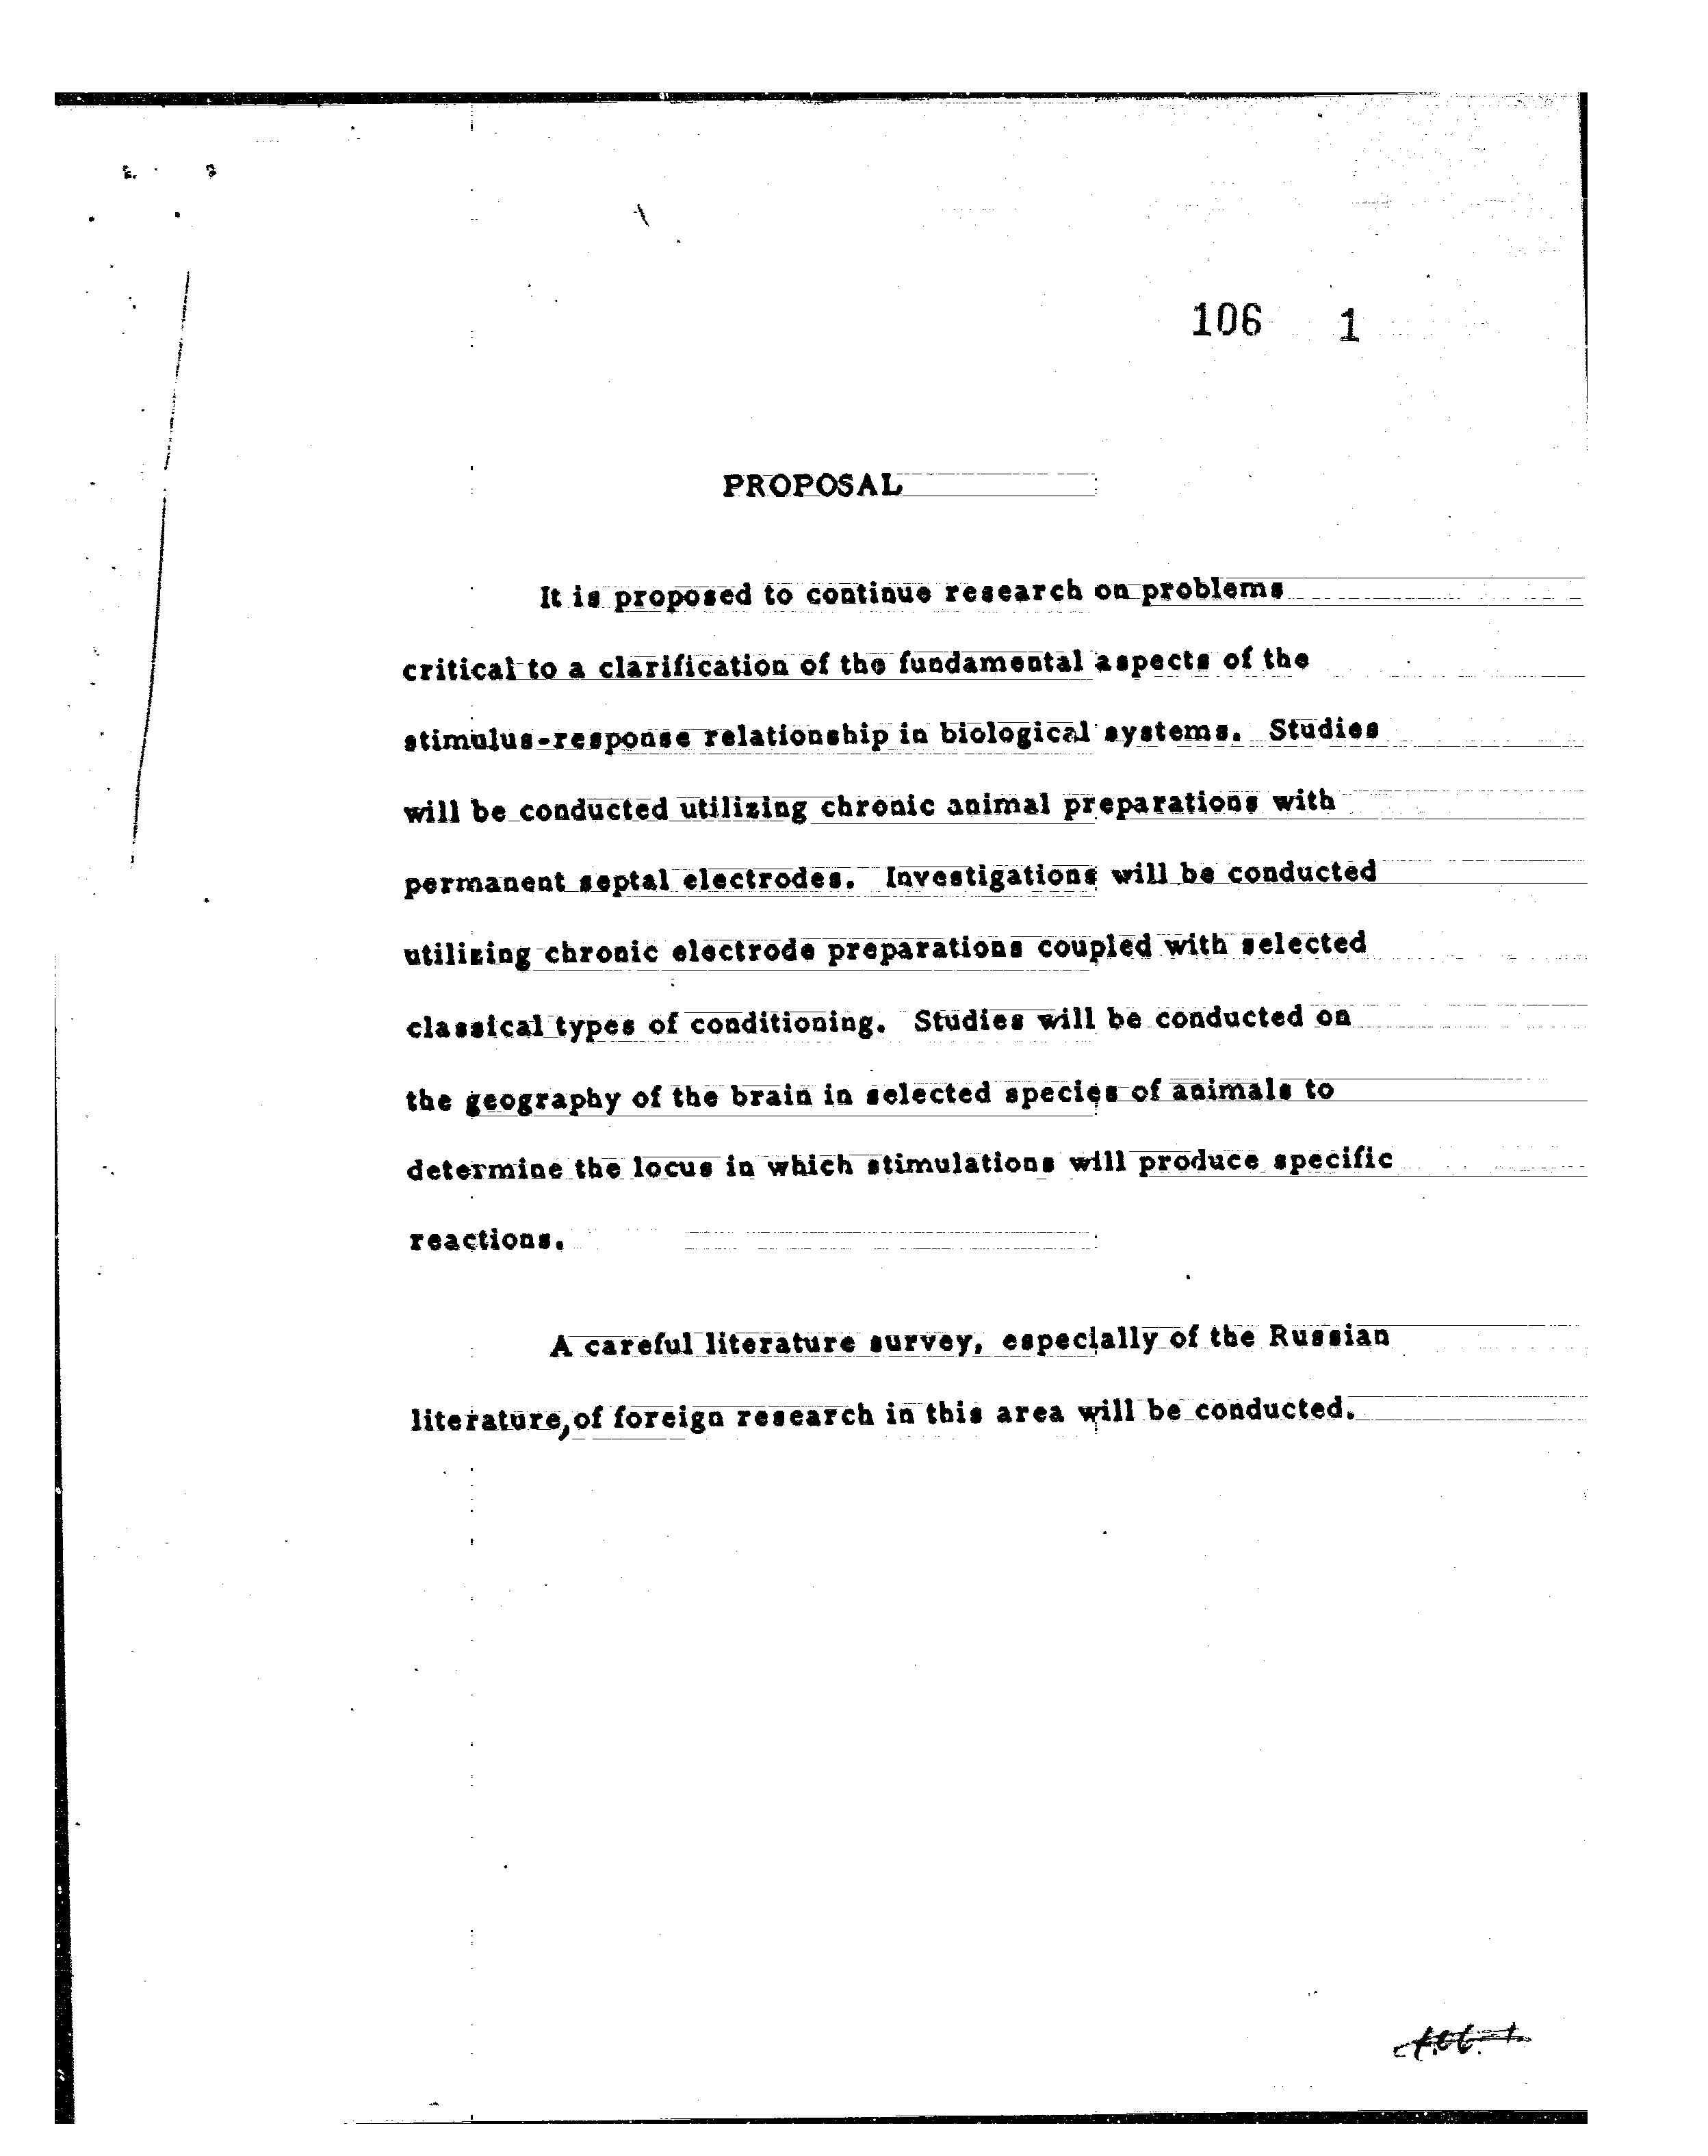 106 1
PROPOSAL
It is proposed to continue research on problems
critical to a clarification of the fundamental aspects of the
stimulus-response relationship in biological systems. Studies
will be conducted utilizing chronic animal preparations with
permanent septal electrodes. Investigations will be conducted
utilizing chronic electrode preparations coupled with selected
classical types of conditioning. Studies will be conducted on
the geography of the brain in selected species of animals to
determine the locus in which stimulations will produce specific
reactions.
A careful literature survey, especially of the Russian
literature, of foreign research in this area will be conducted.